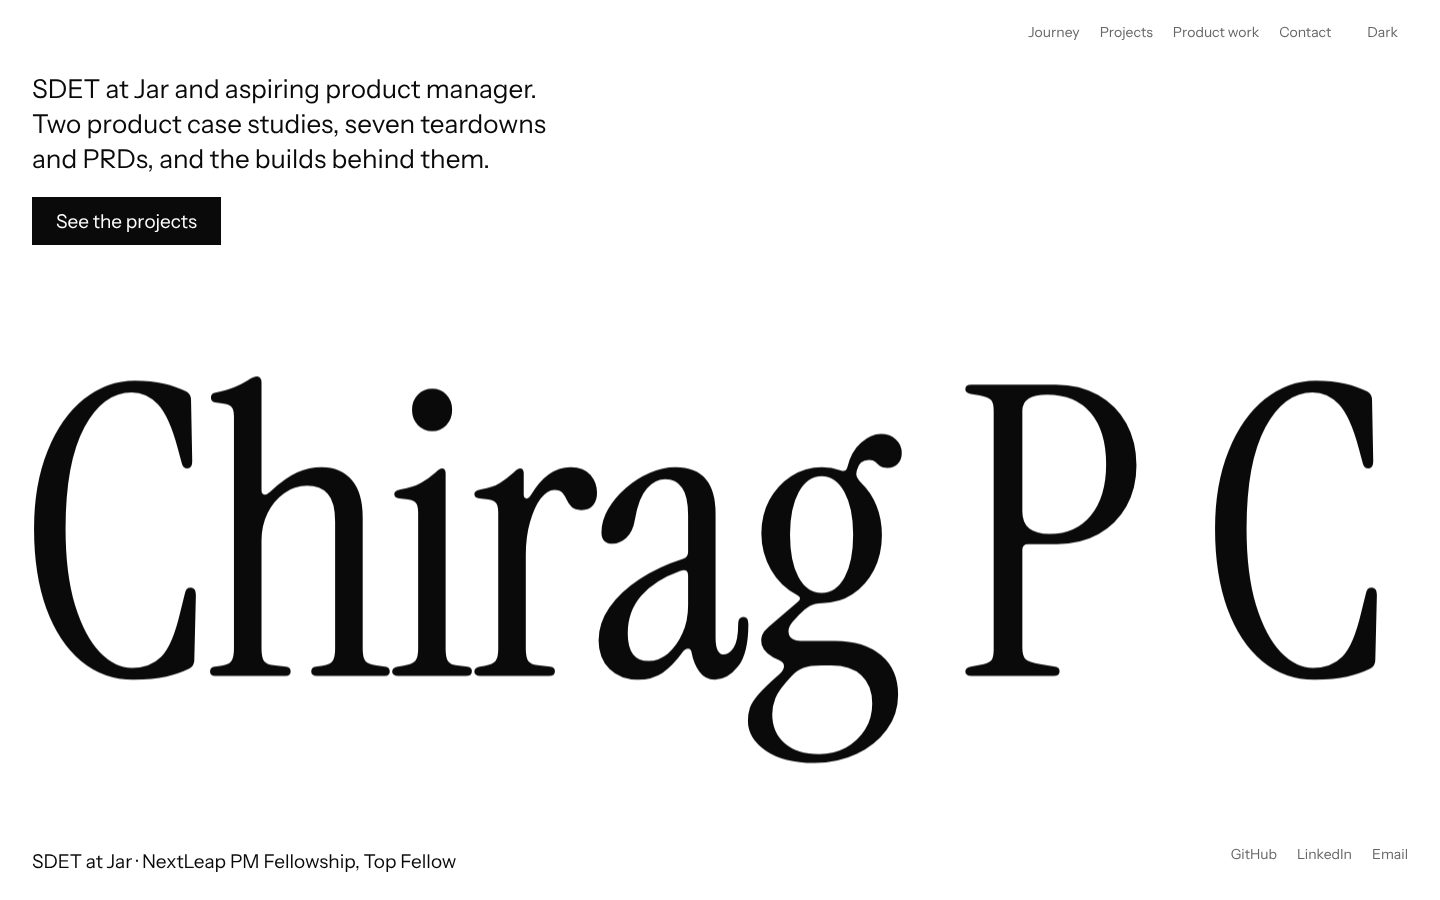 Journey Projects Product work Contact Dark
SDET at Jar and aspiring product manager.
Two product case studies, seven teardowns
and PRDs, and the builds behind them.
See the projects
Chirag P C
SDET at Jar · NextLeap PM Fellowship, Top Fellow
GitHub LinkedIn Email